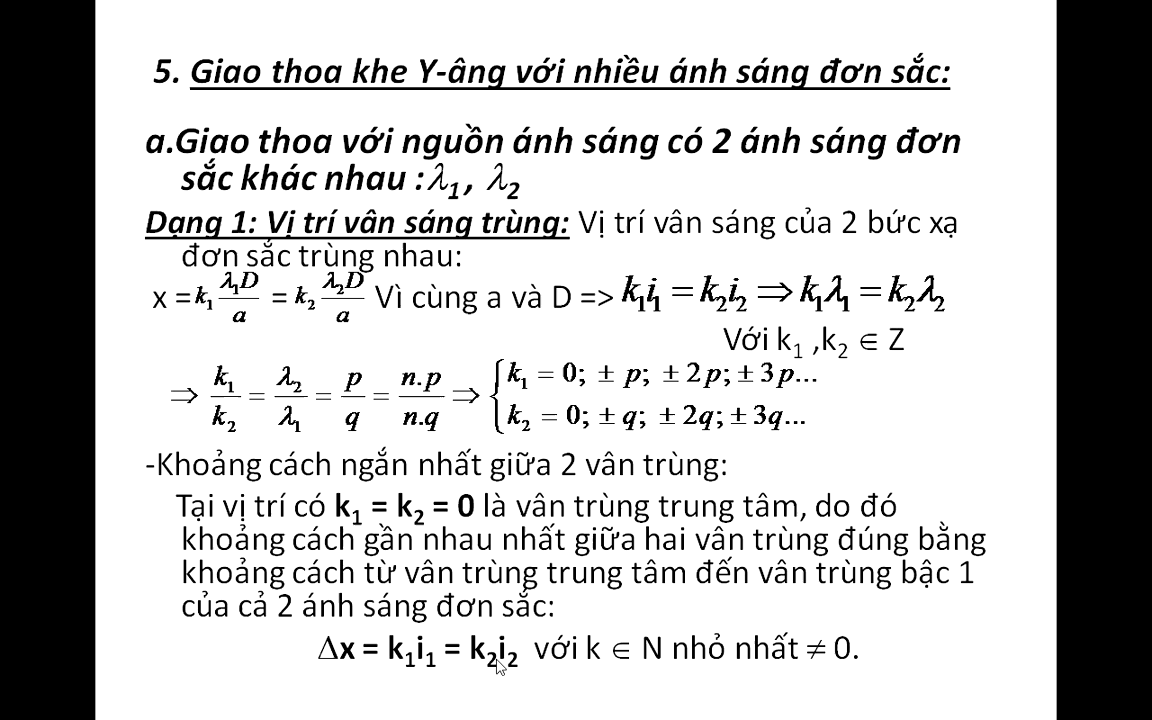 5. Giao thoa khe Y-âng với nhiều ánh sáng đơn sắc:
a.Giao thoa với nguồn ánh sáng có 2 ánh sáng đơn
sắc khác nhau :λ₁ , λ₂
Dạng 1: Vị trí vân sáng trùng: Vị trí vân sáng của 2 bức xạ
đơn sắc trùng nhau:
x = k₁ λ₁D/a = k₂ λ₂D/a Vì cùng a và D => k₁i₁ = k₂i₂ ⇒ k₁λ₁ = k₂λ₂
Với k₁ ,k₂ ∈ Z
⇒ k₁/k₂ = λ₂/λ₁ = p/q = n.p/n.q ⇒ { k₁ = 0; ± p; ± 2p; ± 3p...
k₂ = 0; ± q; ± 2q; ± 3q...
-Khoảng cách ngắn nhất giữa 2 vân trùng:
Tại vị trí có k₁ = k₂ = 0 là vân trùng trung tâm, do đó
khoảng cách gần nhau nhất giữa hai vân trùng đúng bằng
khoảng cách từ vân trùng trung tâm đến vân trùng bậc 1
của cả 2 ánh sáng đơn sắc:
∆x = k₁i₁ = k₂i₂ với k ∈ N nhỏ nhất ≠ 0.